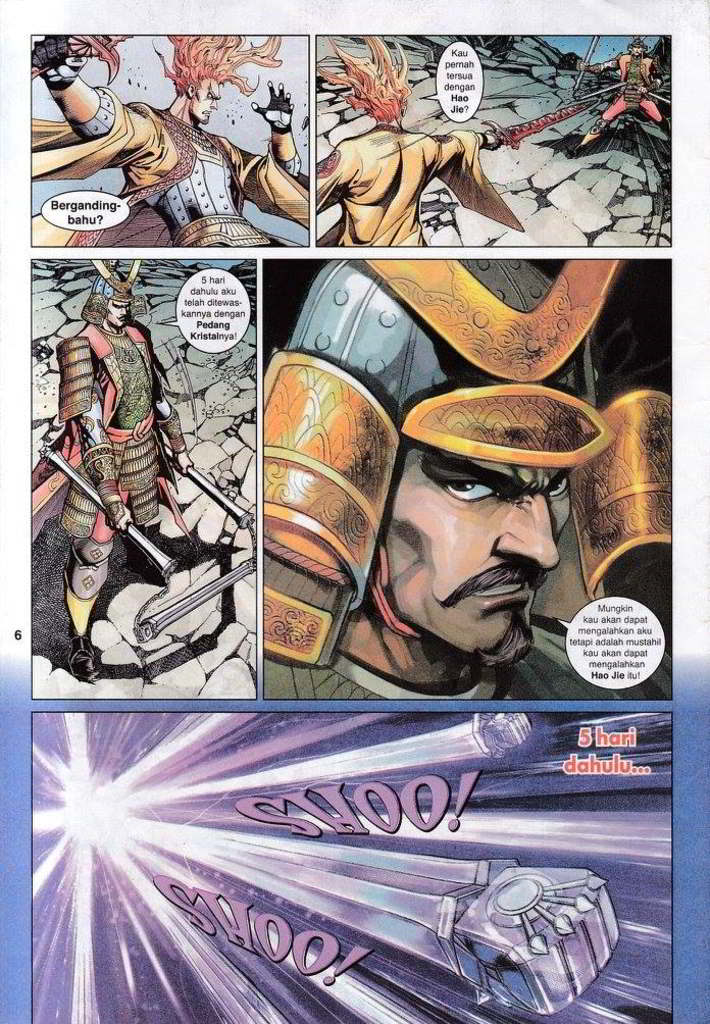 Berganding-
bahu?
Kau
pernah
tersua
dengan
Hao
Jie?
5 hari
dahulu aku
telah ditewas-
kannya dengan
Pedang
Kristalnya!
Mungkin
kau akan dapat
mengalahkan aku
tetapi adalah mustahil
kau akan dapat
mengalahkan
Hao Jie itu!
6
5 hari
dahulu...
SHOO!
SHOO!